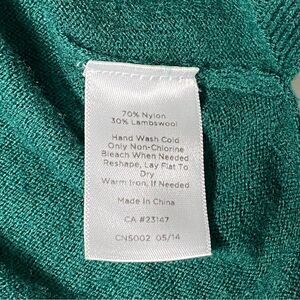 70% Nylon
30% Lambswool
Hand Wash Cold
Only Non-Chlorine
Bleach When Needed
Reshape, Lay Flat To
Dry
Warm Iron, If Needed
Made In China
CA #23147
CNS002 05/14